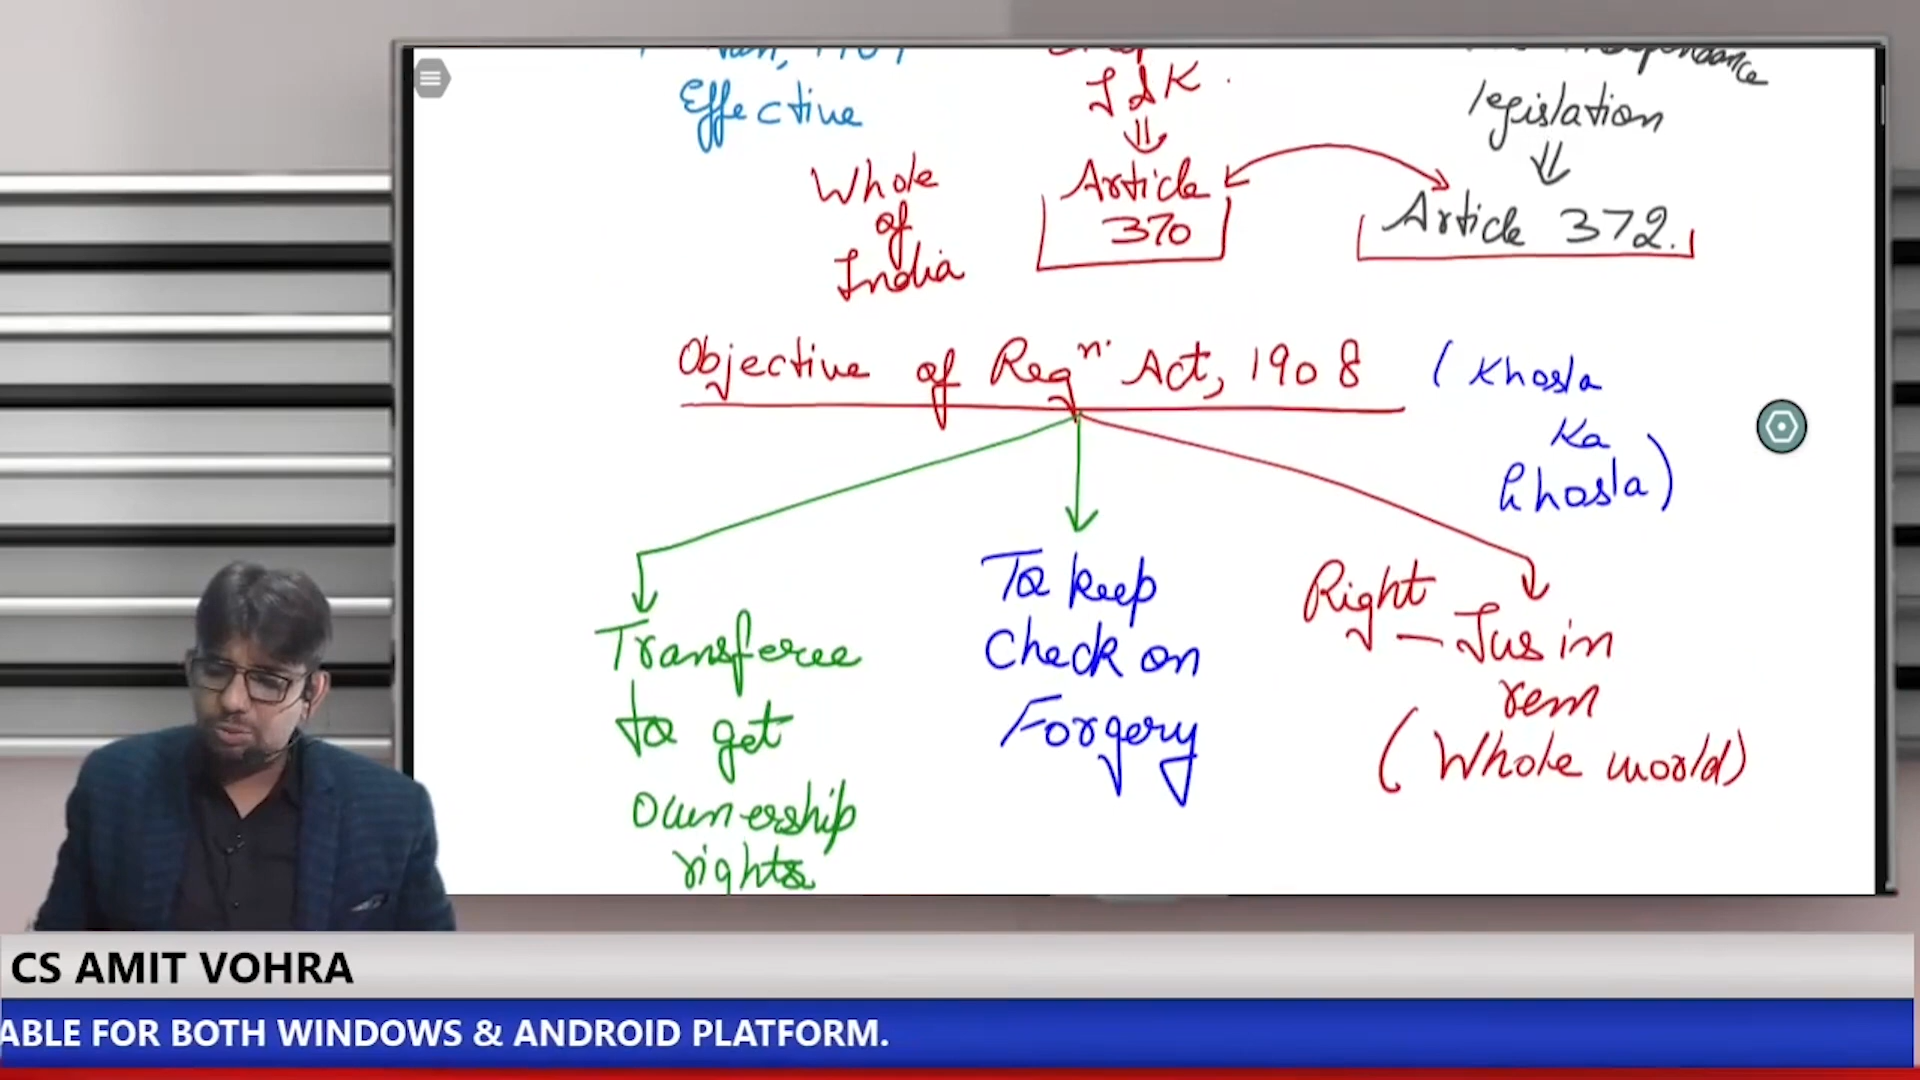 Effective
J & K.
legislation
Whole
of
India
Article
370
Article 372.
Objective of Regn. Act, 1908
(Khosla
Ka
Ghosla)
Transferee
to get
ownership
rights
To keep
Check on
Forgery
Right - Jus in
rem
(Whole world)
CS AMIT VOHRA
ABLE FOR BOTH WINDOWS & ANDROID PLATFORM.